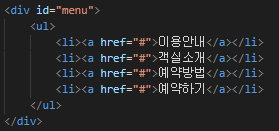 <div id="menu">
    <ul>
        <li><a href="#">이용안내</a></li>
        <li><a href="#">객실소개</a></li>
        <li><a href="#">예약방법</a></li>
        <li><a href="#">예약하기</a></li>
    </ul>
</div>